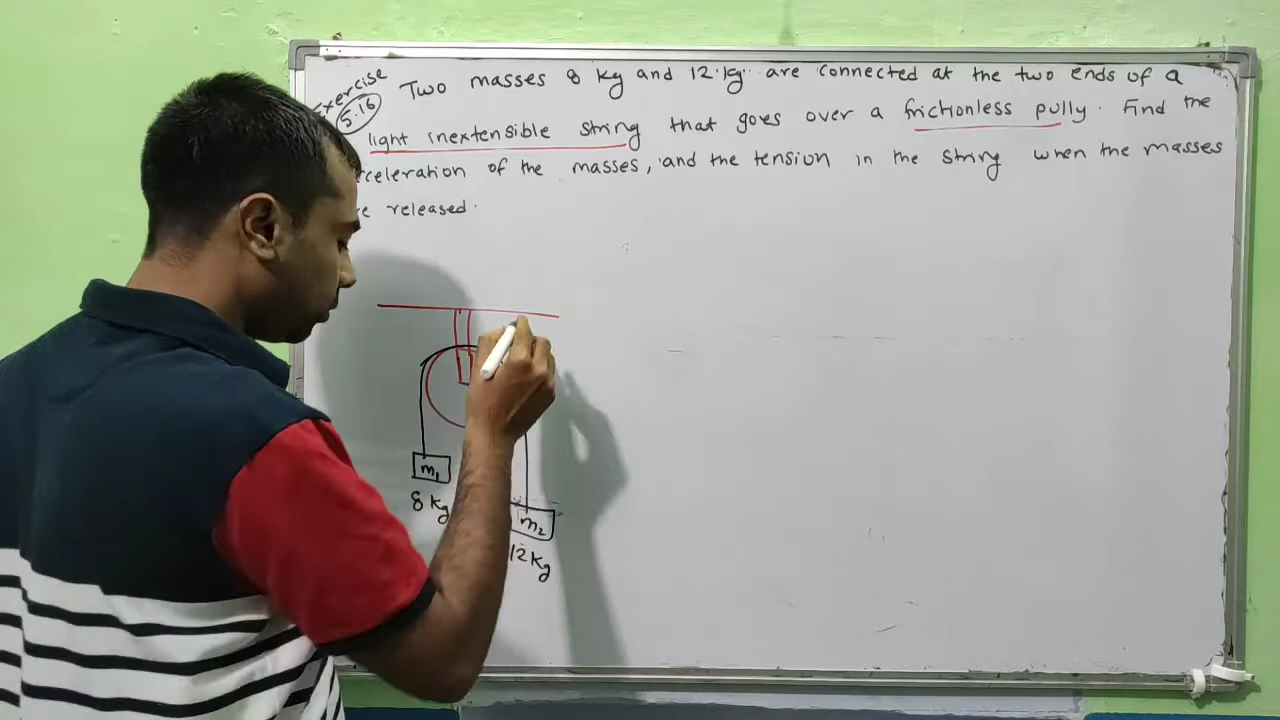 Exercise
5.16
Two masses 8 kg and 12 kg are connected at the two ends of a
light inextensible string that goes over a frictionless pully. Find the
celeration of the masses, and the tension in the string when the masses
e released.
m1
8 kg
m2
12 kg